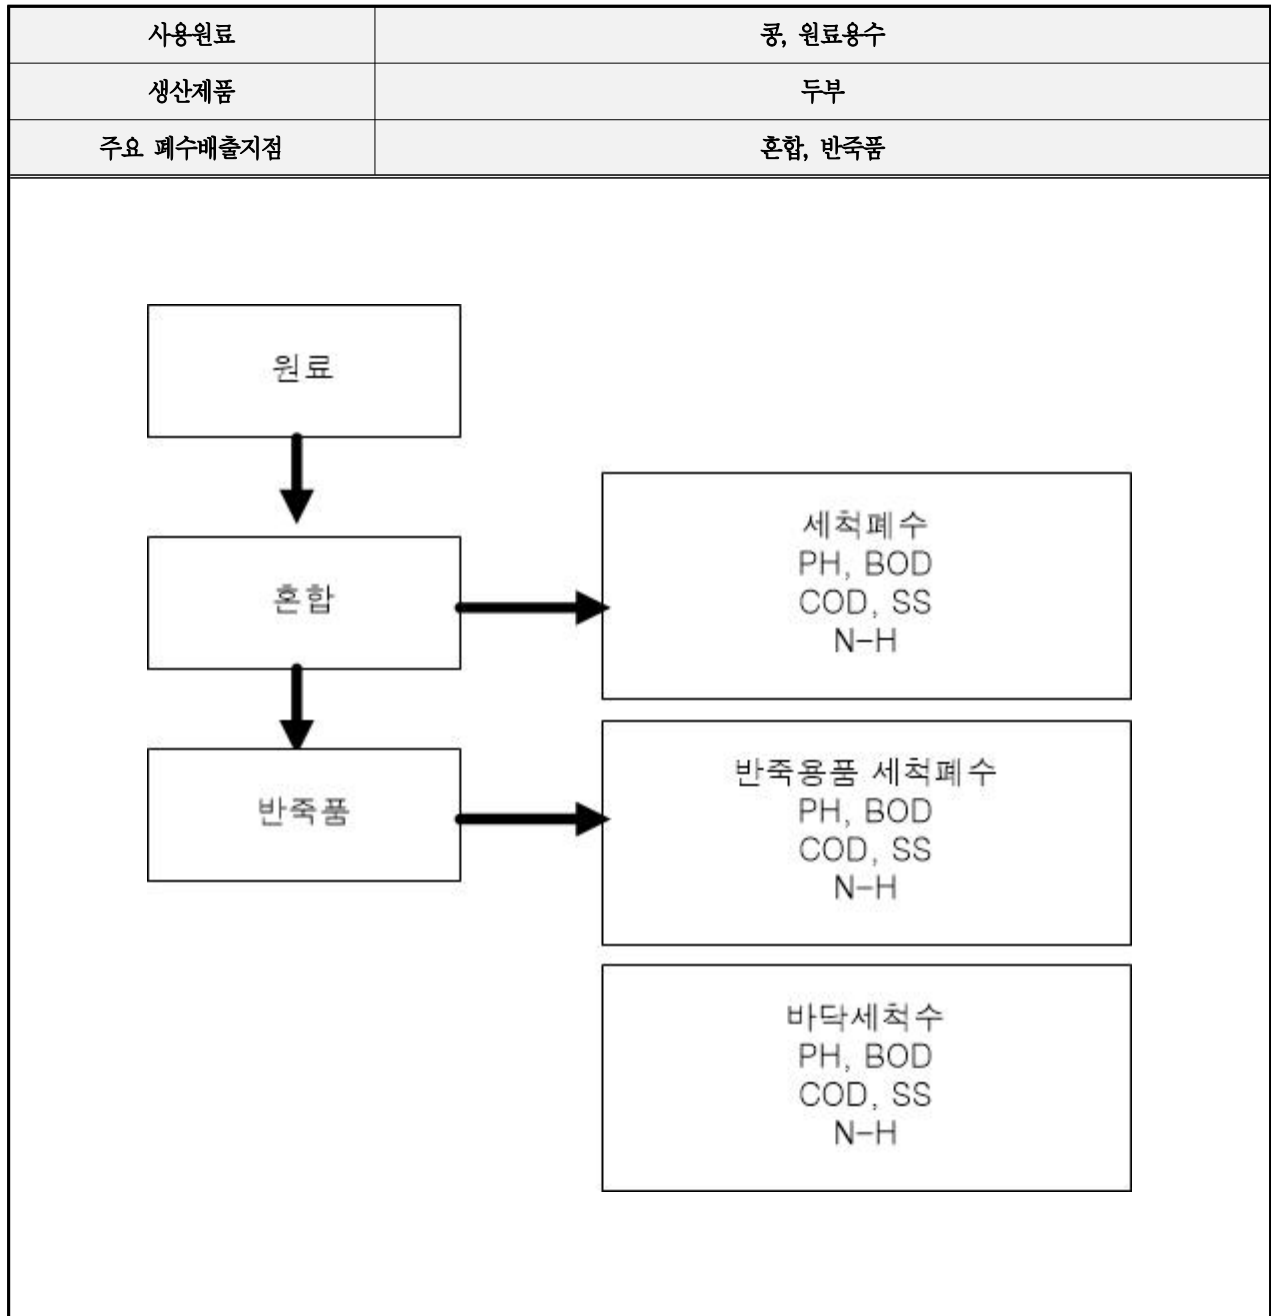 사용원료 콩, 원료용수
생산제품 두부
주요 폐수배출지점 혼합, 반죽품
원료
혼합
세척폐수
PH, BOD
COD, SS
N-H
반죽품
반죽용품 세척폐수
PH, BOD
COD, SS
N-H
바닥세척수
PH, BOD
COD, SS
N-H